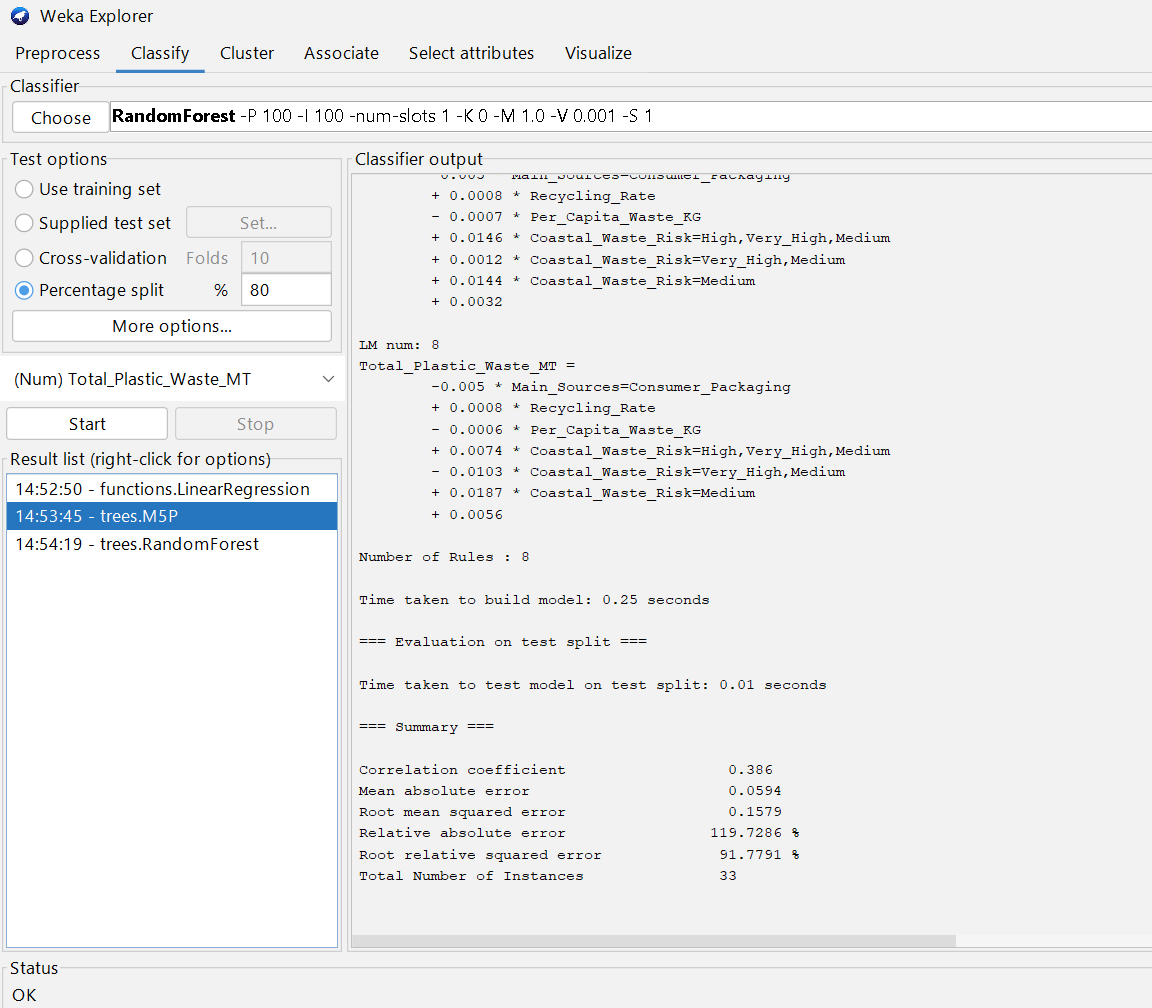 Weka Explorer
Preprocess Classify Cluster Associate Select attributes Visualize
Classifier
Choose RandomForest -P 100 -I 100 -num-slots 1 -K 0 -M 1.0 -V 0.001 -S 1
Test options
Use training set
Supplied test set Set...
Cross-validation Folds 10
Percentage split % 80
More options...
(Num) Total_Plastic_Waste_MT
Start Stop
Result list (right-click for options)
14:52:50 - functions.LinearRegression
14:53:45 - trees.M5P
14:54:19 - trees.RandomForest
Classifier output
0.005 * Main_Sources=Consumer_Packaging
+ 0.0008 * Recycling_Rate
- 0.0007 * Per_Capita_Waste_KG
+ 0.0146 * Coastal_Waste_Risk=High,Very_High,Medium
+ 0.0012 * Coastal_Waste_Risk=Very_High,Medium
+ 0.0144 * Coastal_Waste_Risk=Medium
+ 0.0032
LM num: 8
Total_Plastic_Waste_MT =
-0.005 * Main_Sources=Consumer_Packaging
+ 0.0008 * Recycling_Rate
- 0.0006 * Per_Capita_Waste_KG
+ 0.0074 * Coastal_Waste_Risk=High,Very_High,Medium
- 0.0103 * Coastal_Waste_Risk=Very_High,Medium
+ 0.0187 * Coastal_Waste_Risk=Medium
+ 0.0056
Number of Rules : 8
Time taken to build model: 0.25 seconds
=== Evaluation on test split ===
Time taken to test model on test split: 0.01 seconds
=== Summary ===
Correlation coefficient 0.386
Mean absolute error 0.0594
Root mean squared error 0.1579
Relative absolute error 119.7286 %
Root relative squared error 91.7791 %
Total Number of Instances 33
Status
OK